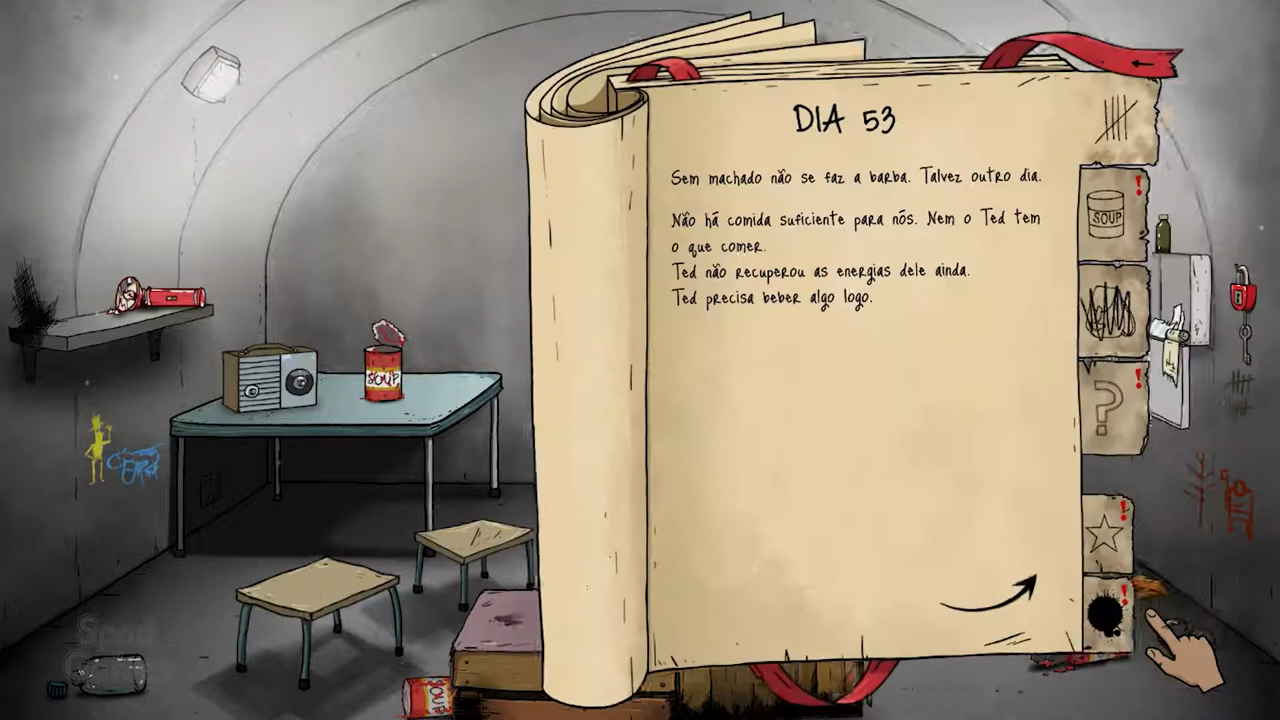 DIA 53
Sem machado não se faz a barba. Talvez outro dia.
Não há comida suficiente para nós. Nem o Ted tem
o que comer.
Ted não recuperou as energias dele ainda.
Ted precisa beber algo logo.
SOUP
SOUP
SOUP